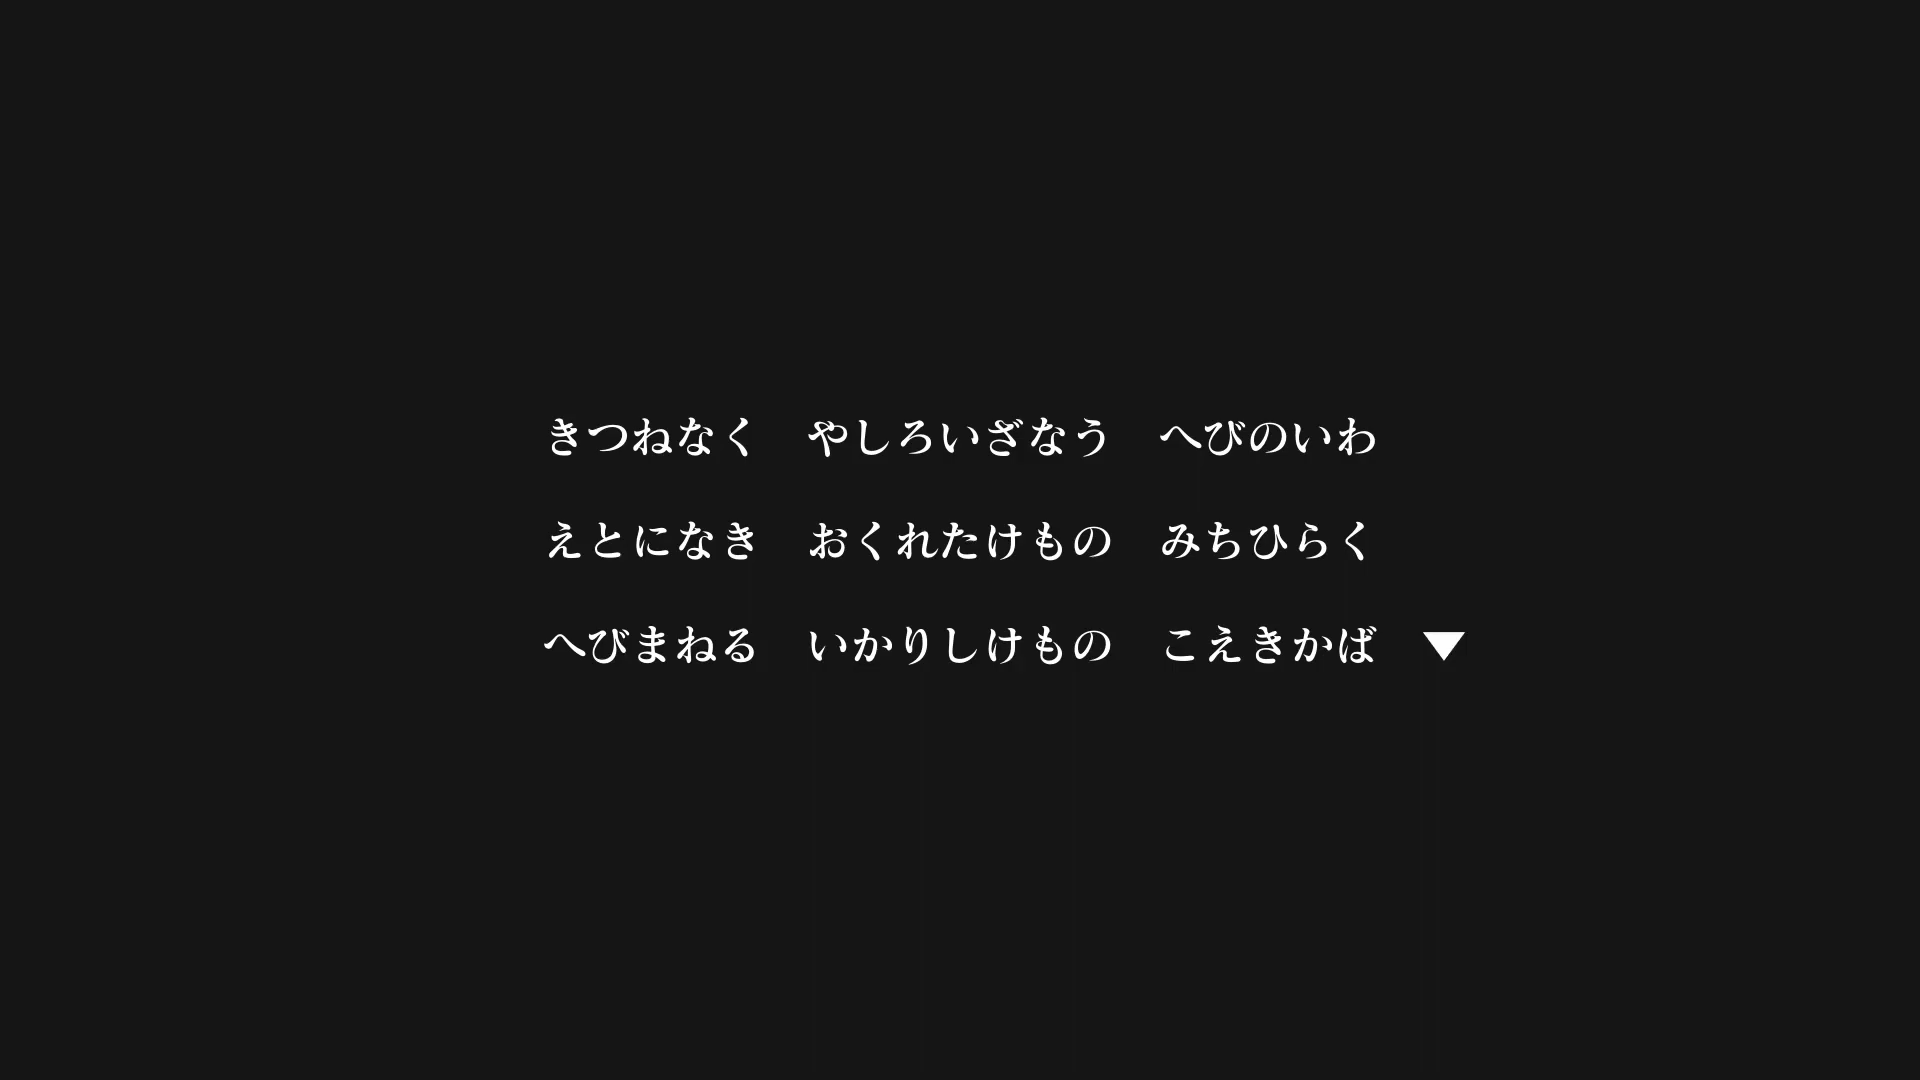 きつねなく　やしろいざなう　へびのいわ
えとになき　おくれたけもの　みちひらく
へびまねる　いかりしけもの　こえきかば　▼